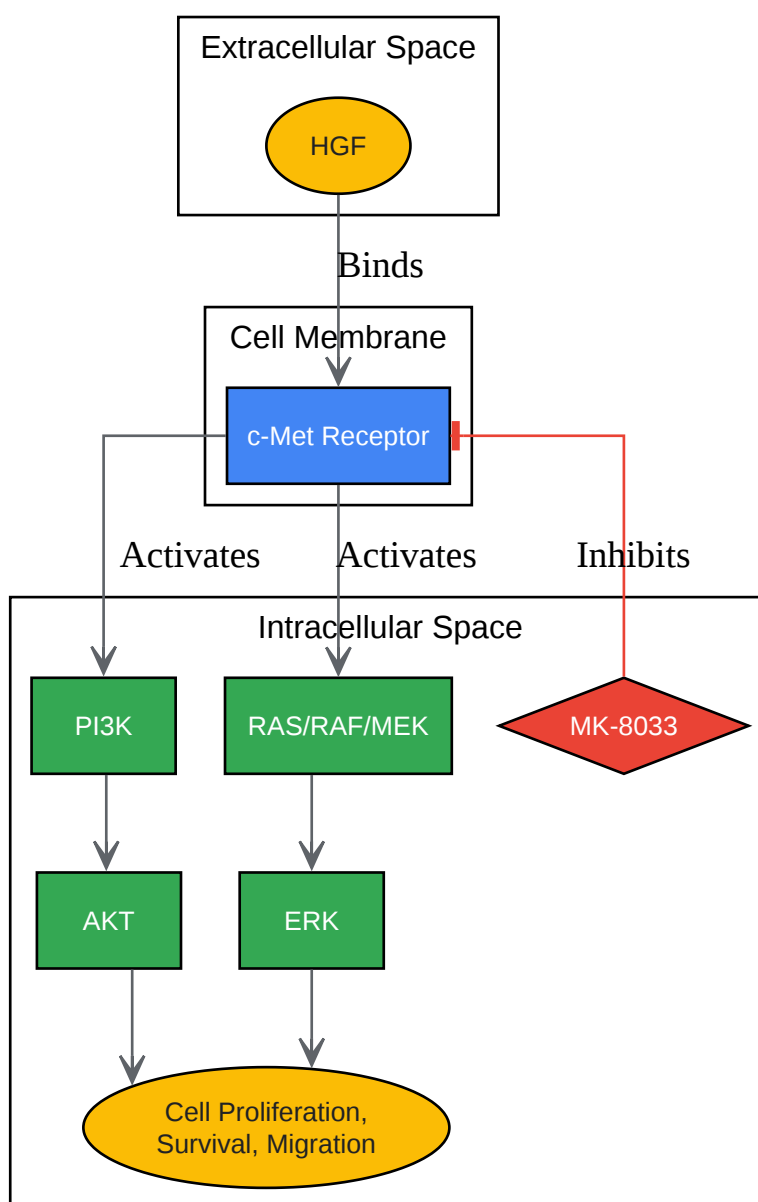 Extracellular Space
HGF
Binds
Cell Membrane
c-Met Receptor
Activates
Activates
Inhibits
Intracellular Space
PI3K
RAS/RAF/MEK
MK-8033
AKT
ERK
Cell Proliferation,
Survival, Migration